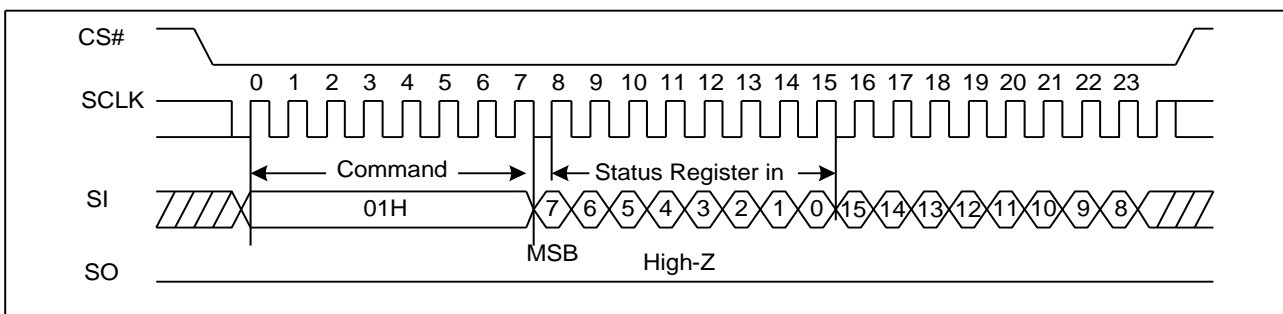 CS#
0 1 2 3 4 5 6 7 8 9 10 11 12 13 14 15 16 17 18 19 20 21 22 23
SCLK
Command Status Register in
SI 01H 7 6 5 4 3 2 1 0 15 14 13 12 11 10 9 8
MSB High-Z
SO